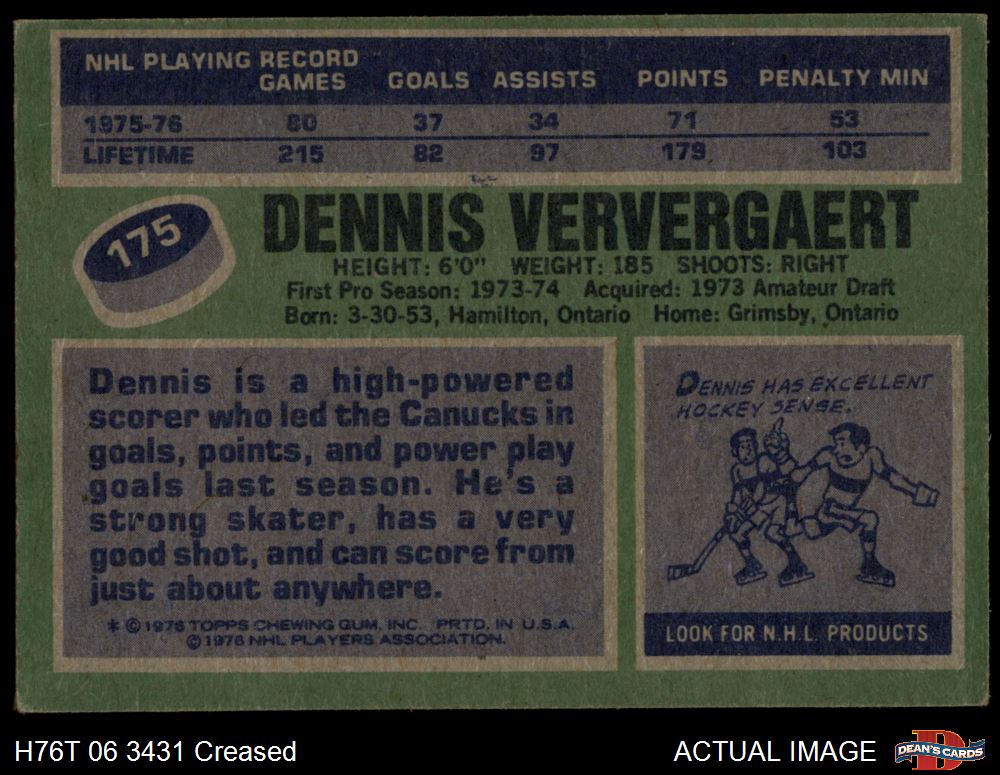 NHL PLAYING RECORD
GAMES GOALS ASSISTS POINTS PENALTY MIN
1975-76 80 37 34 71 53
LIFETIME 215 82 97 179 103
175
DENNIS VERVERGAERT
HEIGHT: 6'0" WEIGHT: 185 SHOOTS: RIGHT
First Pro Season: 1973-74 Acquired: 1973 Amateur Draft
Born: 3-30-53, Hamilton, Ontario Home: Grimsby, Ontario
Dennis is a high-powered
scorer who led the Canucks in
goals, points, and power play
goals last season. He's a
strong skater, has a very
good shot, and can score from
just about anywhere.
* © 1976 TOPPS CHEWING GUM, INC. PRTD. IN U.S.A.
© 1976 NHL PLAYERS ASSOCIATION.
DENNIS HAS EXCELLENT
HOCKEY SENSE.
LOOK FOR N.H.L. PRODUCTS
H76T 06 3431 Creased
ACTUAL IMAGE
D
DEAN'S CARDS